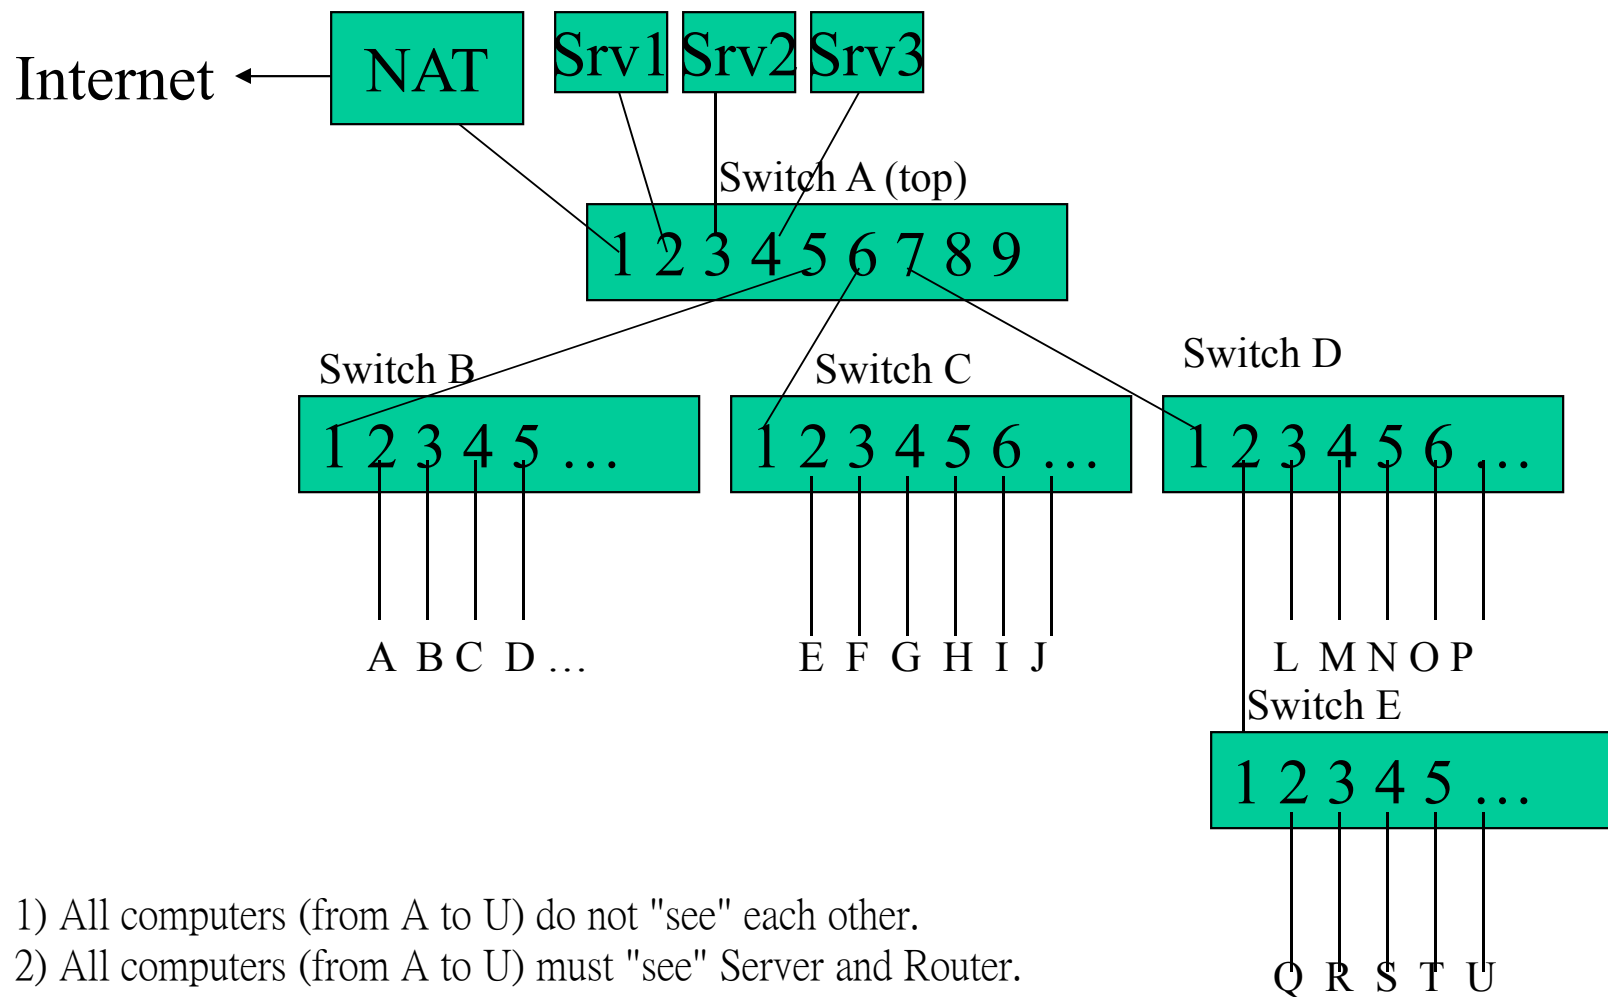 Internet
NAT
Srv1 Srv2 Srv3
Switch A (top)
1 2 3 4 5 6 7 8 9
Switch B
1 2 3 4 5 …
A B C D …
Switch C
1 2 3 4 5 6 …
E F G H I J
Switch D
1 2 3 4 5 6 …
L M N O P
Switch E
1 2 3 4 5 …
Q R S T U
1) All computers (from A to U) do not "see" each other.
2) All computers (from A to U) must "see" Server and Router.